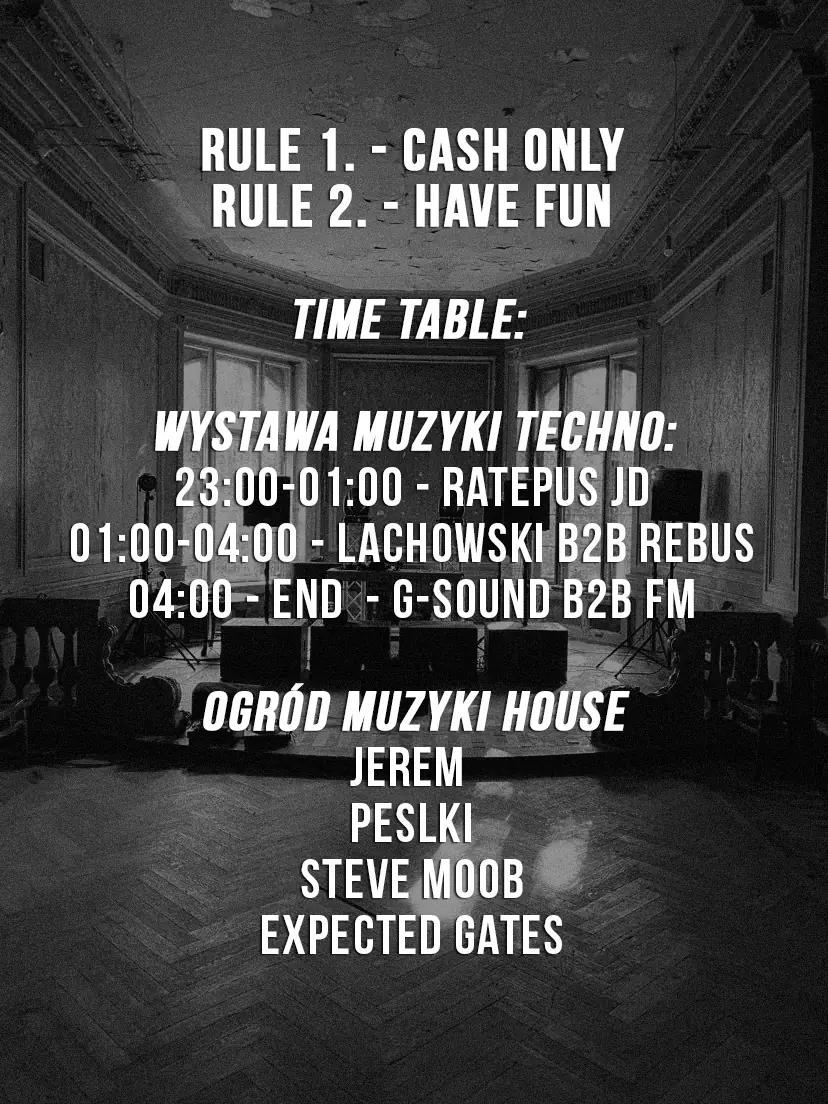 RULE 1. - CASH ONLY
RULE 2. - HAVE FUN
TIME TABLE:
WYSTAWA MUZYKI TECHNO:
23:00-01:00 - RATEPUS JD
01:00-04:00 - LACHOWSKI B2B REBUS
04:00 - END - G-SOUND B2B FM
OGRÓD MUZYKI HOUSE
JEREM
PESLKI
STEVE MOOB
EXPECTED GATES